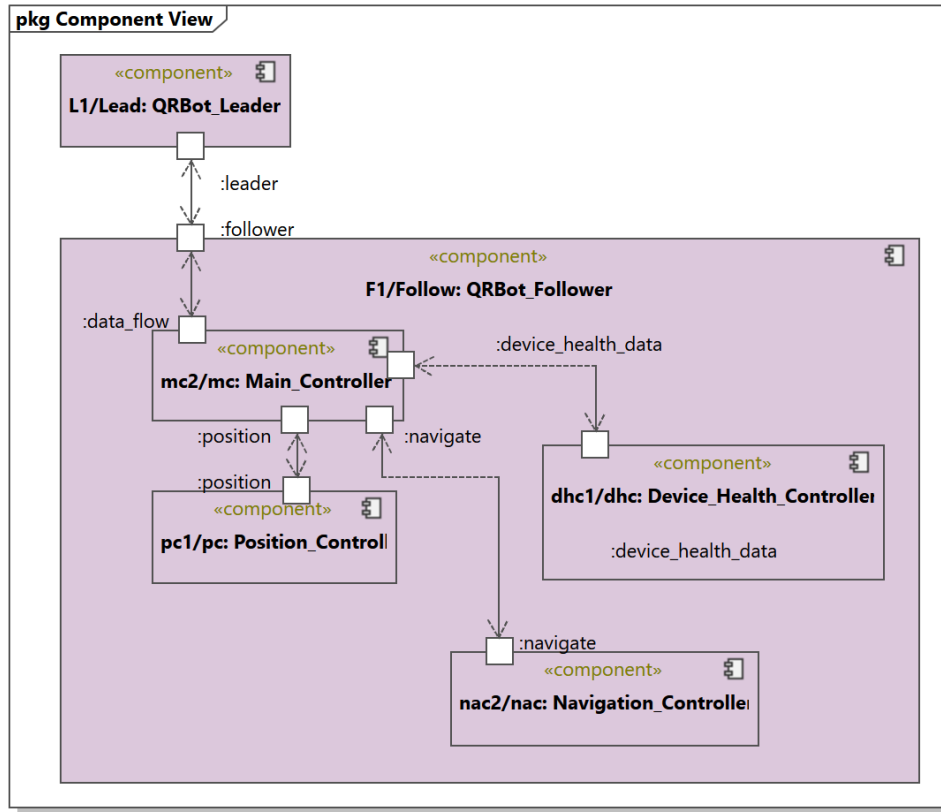 pkg Component View
«component»
L1/Lead: QRBot_Leader
:leader
:follower
«component»
F1/Follow: QRBot_Follower
:data_flow
«component»
mc2/mc: Main_Controller
:device_health_data
:position
:navigate
:position
«component»
pc1/pc: Position_Controll
«component»
dhc1/dhc: Device_Health_Controller
:device_health_data
:navigate
«component»
nac2/nac: Navigation_Controller